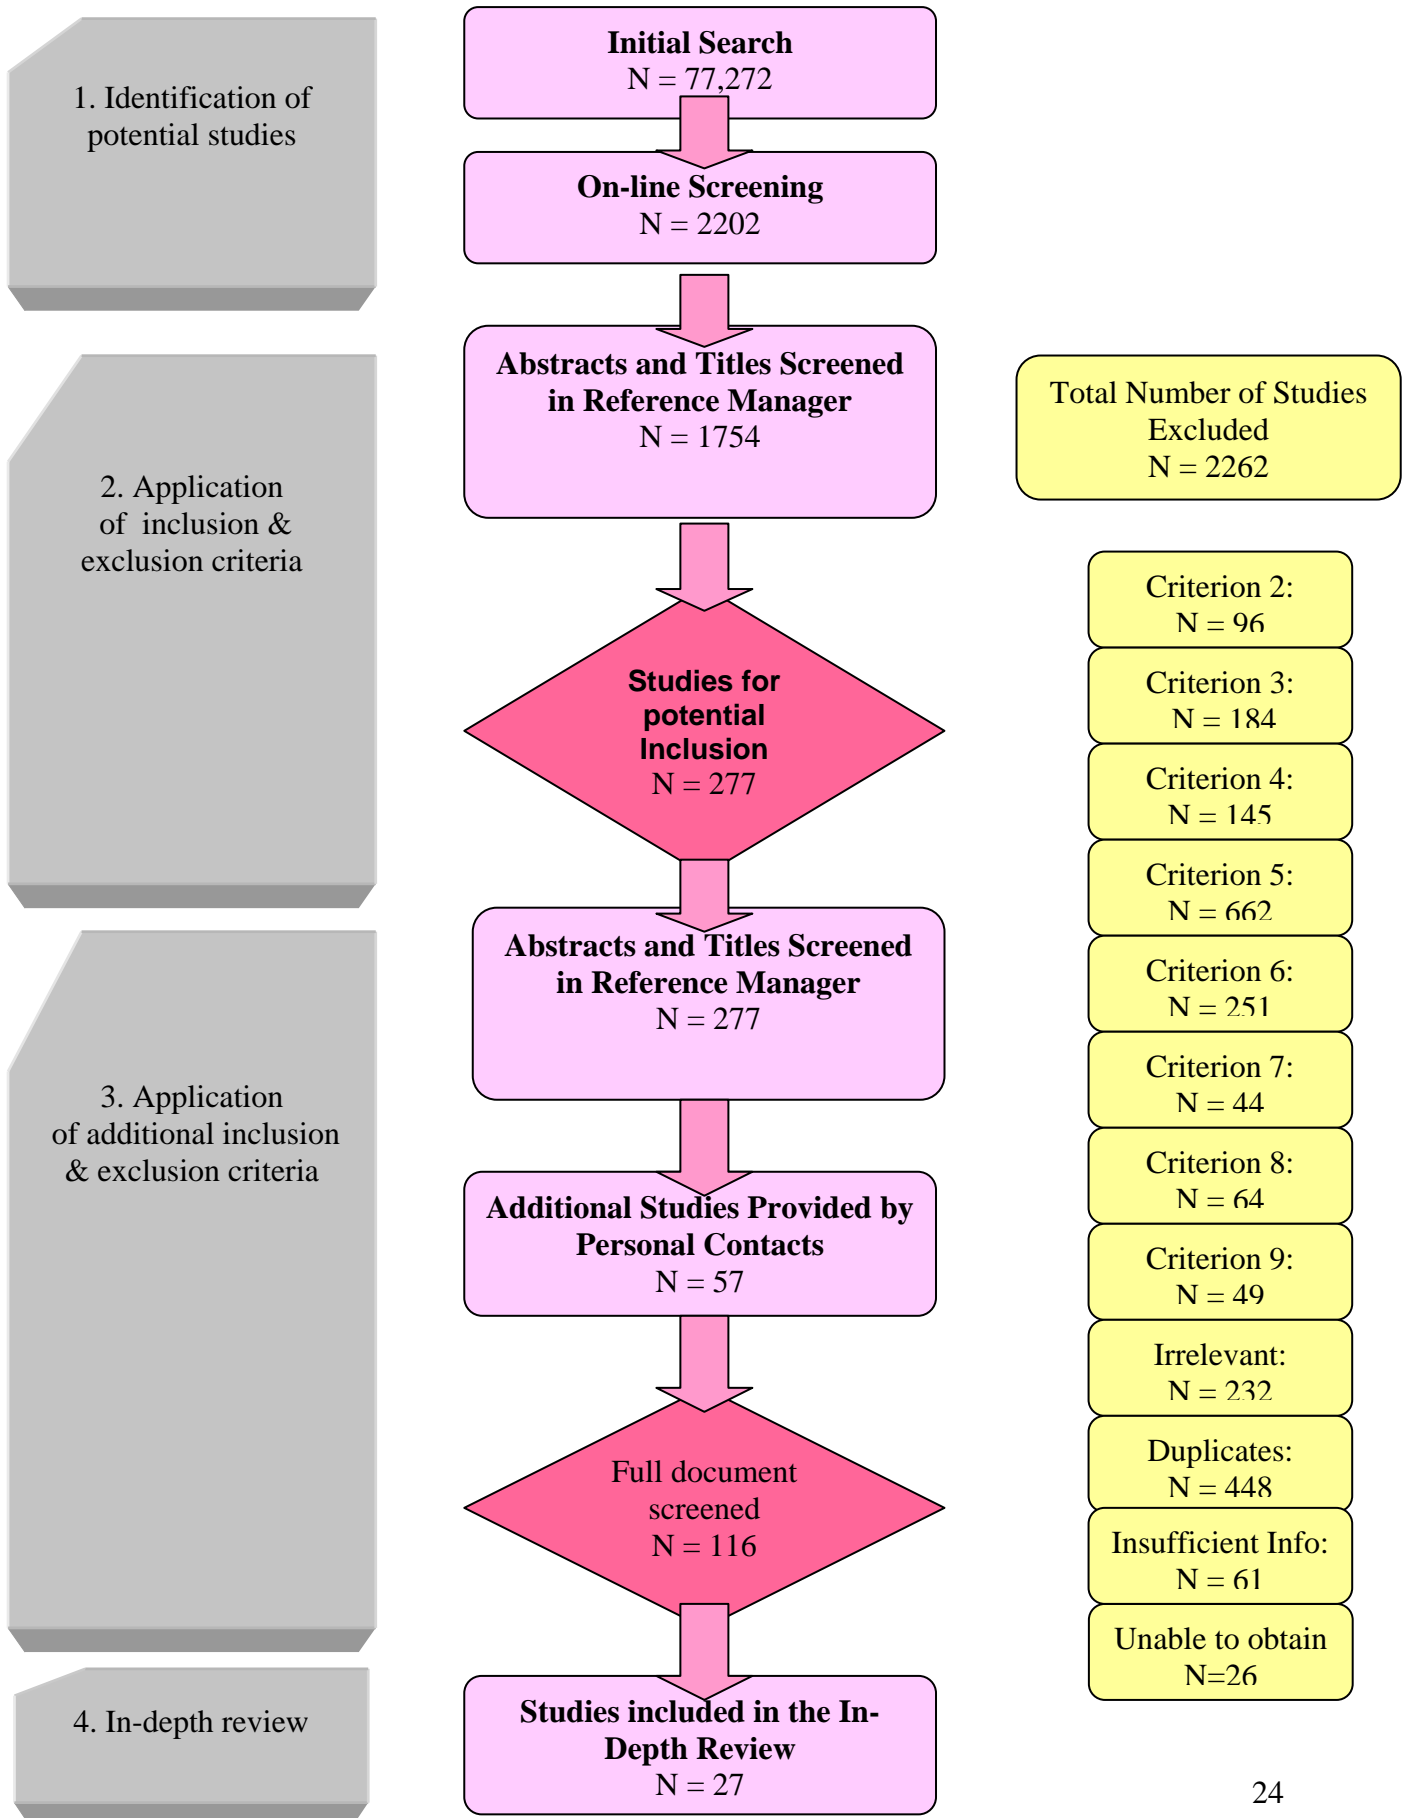 1. Identification of
potential studies
Initial Search
N = 77,272
On-line Screening
N = 2202
2. Application
of inclusion &
exclusion criteria
Abstracts and Titles Screened
in Reference Manager
N = 1754
Studies for
potential
Inclusion
N = 277
3. Application
of additional inclusion
& exclusion criteria
Abstracts and Titles Screened
in Reference Manager
N = 277
Additional Studies Provided by
Personal Contacts
N = 57
Full document
screened
N = 116
4. In-depth review
Studies included in the In-
Depth Review
N = 27
Total Number of Studies
Excluded
N = 2262
Criterion 2:
N = 96
Criterion 3:
N = 184
Criterion 4:
N = 145
Criterion 5:
N = 662
Criterion 6:
N = 251
Criterion 7:
N = 44
Criterion 8:
N = 64
Criterion 9:
N = 49
Irrelevant:
N = 232
Duplicates:
N = 448
Insufficient Info:
N = 61
Unable to obtain
N=26
24